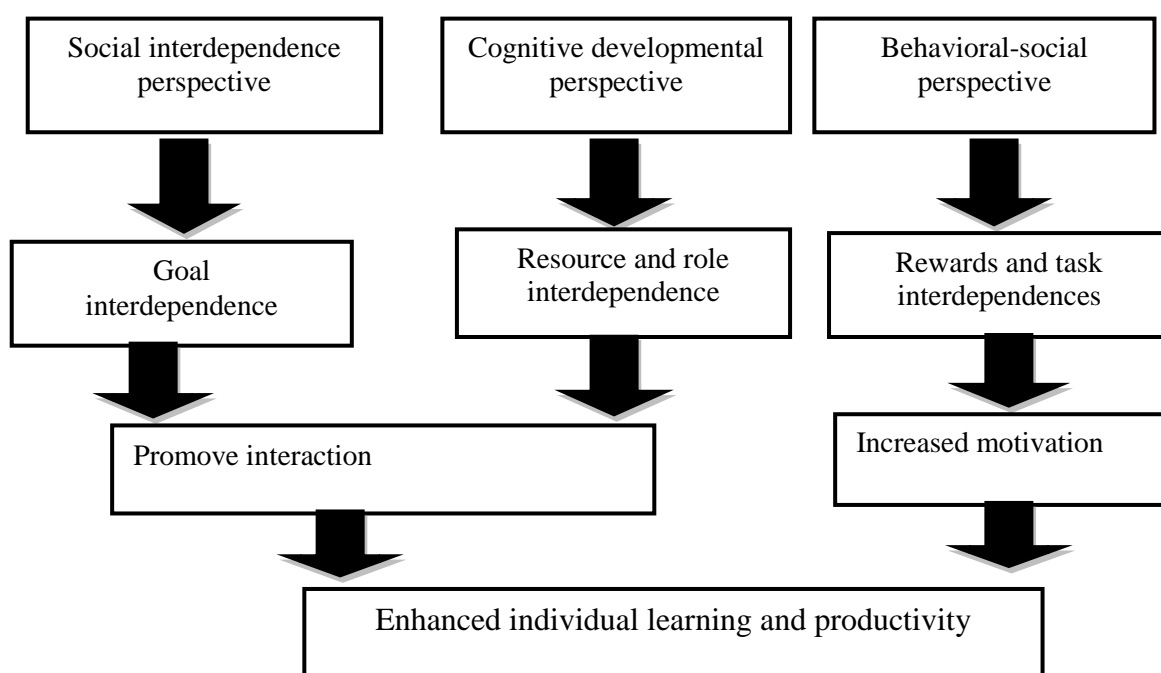 Social interdependence
perspective
Cognitive developmental
perspective
Behavioral-social
perspective
Goal
interdependence
Resource and role
interdependence
Rewards and task
interdependences
Promove interaction
Increased motivation
Enhanced individual learning and productivity